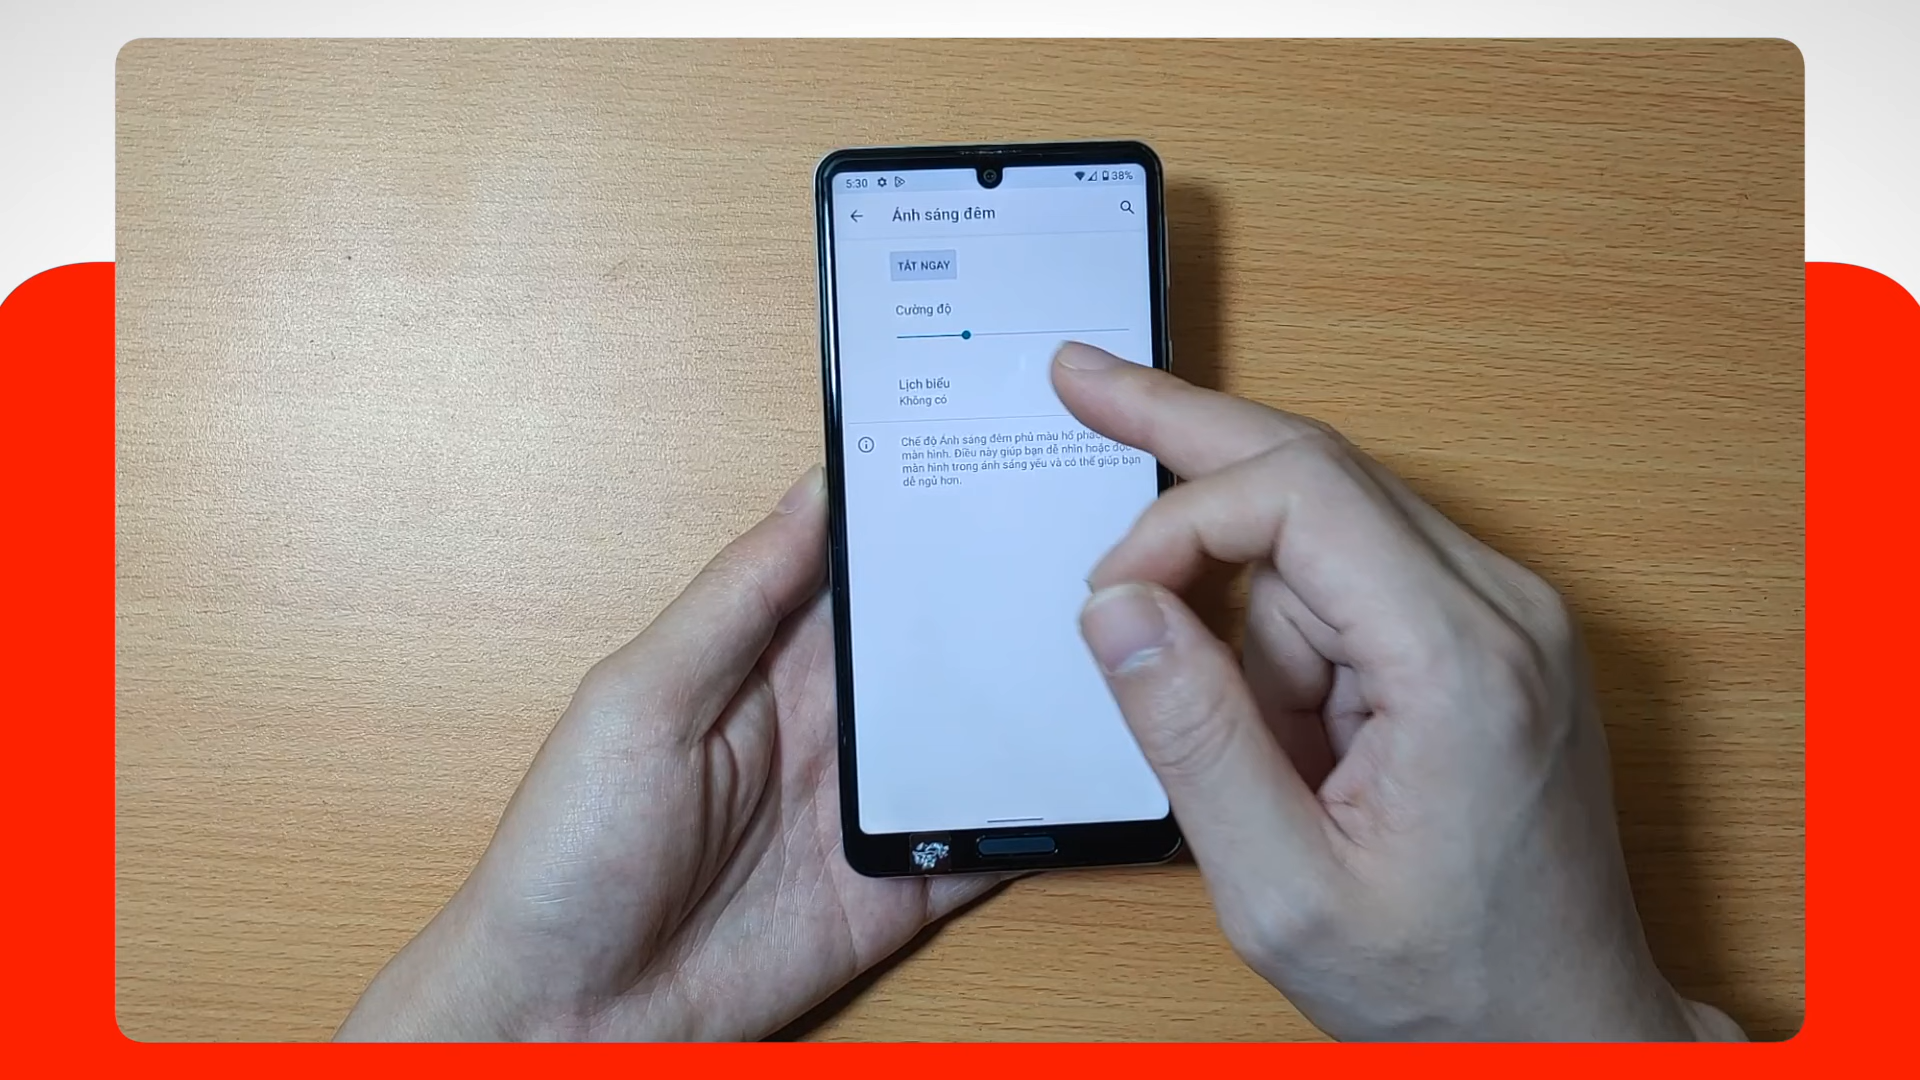 5:30
38%
Ánh sáng đêm
TẮT NGAY
Cường độ
Lịch biểu
Không có
Chế độ Ánh sáng đêm phủ màu hổ
màn hình. Điều này giúp bạn dễ nhìn hoặc
màn hình trong ánh sáng yếu và có thể giúp bạn
dễ ngủ hơn.